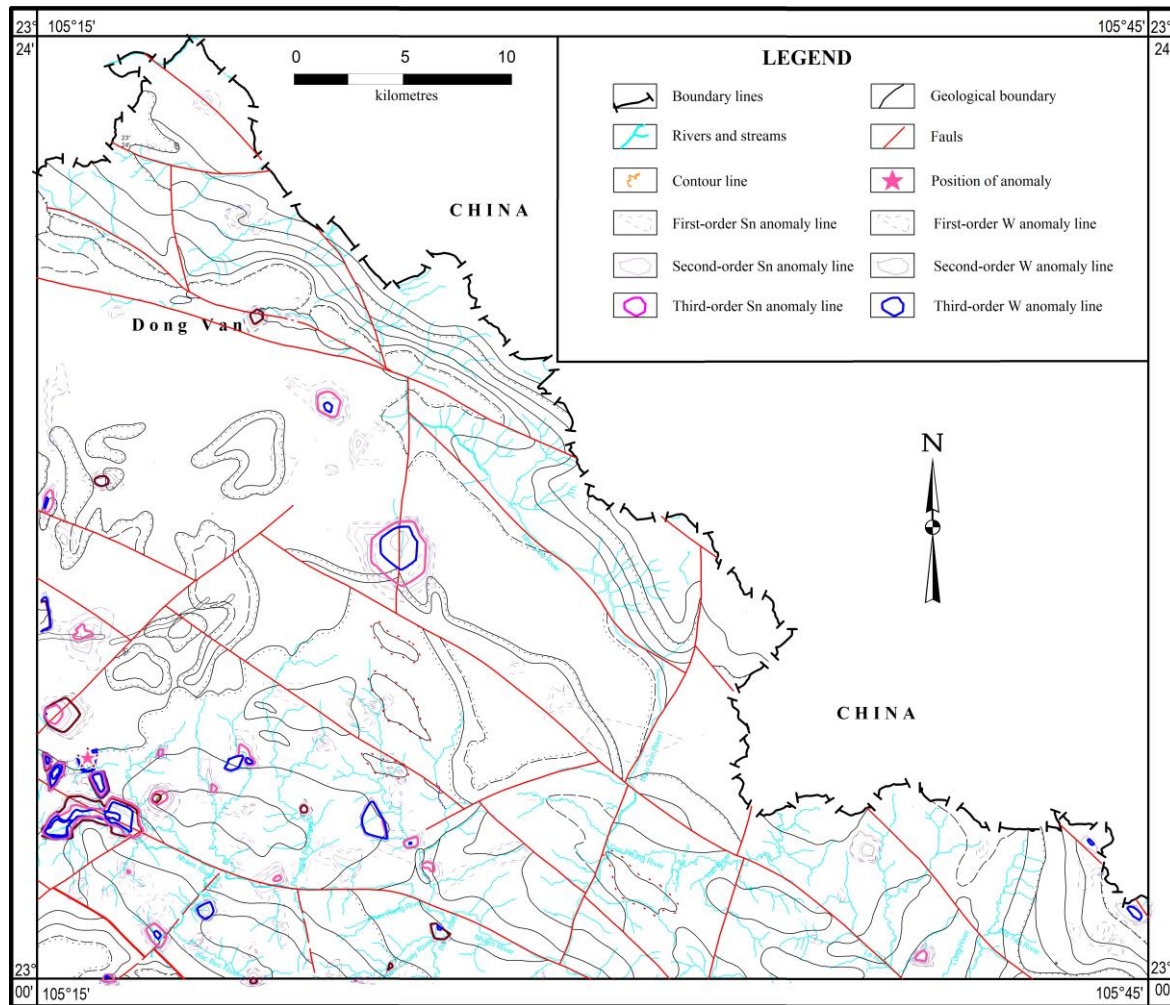 23°
24'
105°15'
105°45'
23°
24'
0 5 10
kilometres
LEGEND
Boundary lines
Geological boundary
Rivers and streams
Fauls
Contour line
Position of anomaly
First-order Sn anomaly line
First-order W anomaly line
Second-order Sn anomaly line
Second-order W anomaly line
Third-order Sn anomaly line
Third-order W anomaly line
CHINA
Dong Van
N
CHINA
23°
00'
105°15'
105°45'
23°
00'